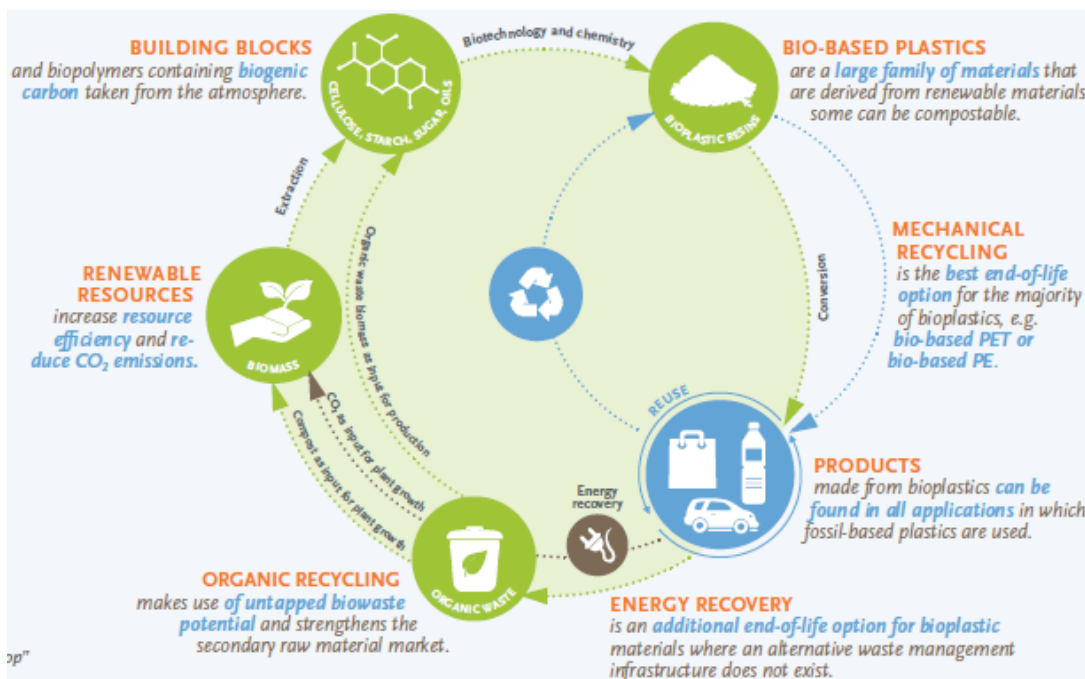 BUILDING BLOCKS
and biopolymers containing biogenic
carbon taken from the atmosphere.
CELLULOSE, STARCH, SUGAR, OILS
Biotechnology and chemistry
BIOPLASTIC RESINS
BIO-BASED PLASTICS
are a large family of materials that
are derived from renewable materials
some can be compostable.
Extraction
RENEWABLE
RESOURCES
increase resource
efficiency and re-
duce CO₂ emissions.
BIOMASS
Organic waste biomass as input for production
CO₂ as input for plant growth
Compost as input for plant growth
Conversion
MECHANICAL
RECYCLING
is the best end-of-life
option for the majority
of bioplastics, e.g.
bio-based PET or
bio-based PE.
REUSE
PRODUCTS
made from bioplastics can be
found in all applications in which
fossil-based plastics are used.
Energy
recovery
ORGANIC WASTE
ORGANIC RECYCLING
makes use of untapped biowaste
potential and strengthens the
secondary raw material market.
ENERGY RECOVERY
is an additional end-of-life option for bioplastic
materials where an alternative waste management
infrastructure does not exist.
op”